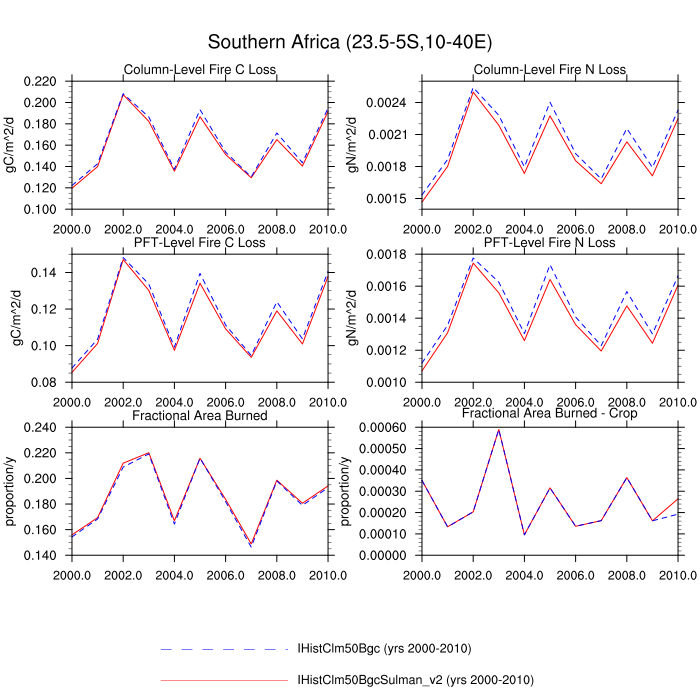 Southern Africa (23.5-5S,10-40E)
Column-Level Fire C Loss
gC/m^2/d
0.220
0.200
0.180
0.160
0.140
0.120
0.100
2000.0 2002.0 2004.0 2006.0 2008.0 2010.0
Column-Level Fire N Loss
gN/m^2/d
0.0024
0.0021
0.0018
0.0015
2000.0 2002.0 2004.0 2006.0 2008.0 2010.0
PFT-Level Fire C Loss
gC/m^2/d
0.14
0.12
0.10
0.08
2000.0 2002.0 2004.0 2006.0 2008.0 2010.0
PFT-Level Fire N Loss
gN/m^2/d
0.0018
0.0016
0.0014
0.0012
0.0010
2000.0 2002.0 2004.0 2006.0 2008.0 2010.0
Fractional Area Burned
proportion/y
0.240
0.220
0.200
0.180
0.160
0.140
2000.0 2002.0 2004.0 2006.0 2008.0 2010.0
Fractional Area Burned - Crop
proportion/y
0.00060
0.00050
0.00040
0.00030
0.00020
0.00010
0.00000
2000.0 2002.0 2004.0 2006.0 2008.0 2010.0
IHistClm50Bgc (yrs 2000-2010)
IHistClm50BgcSulman_v2 (yrs 2000-2010)